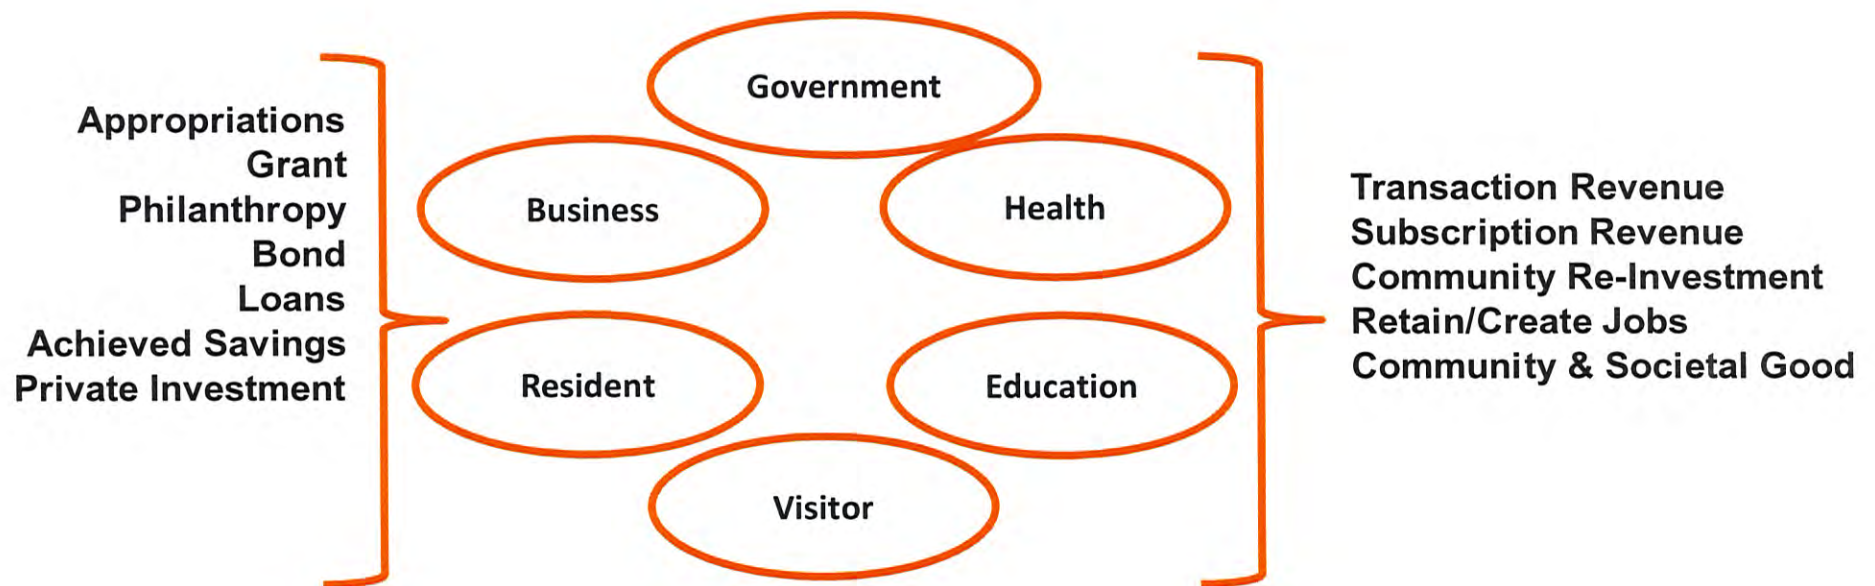 Appropriations
Grant
Philanthropy
Bond
Loans
Achieved Savings
Private Investment
Government
Business
Health
Resident
Education
Visitor
Transaction Revenue
Subscription Revenue
Community Re-Investment
Retain/Create Jobs
Community & Societal Good